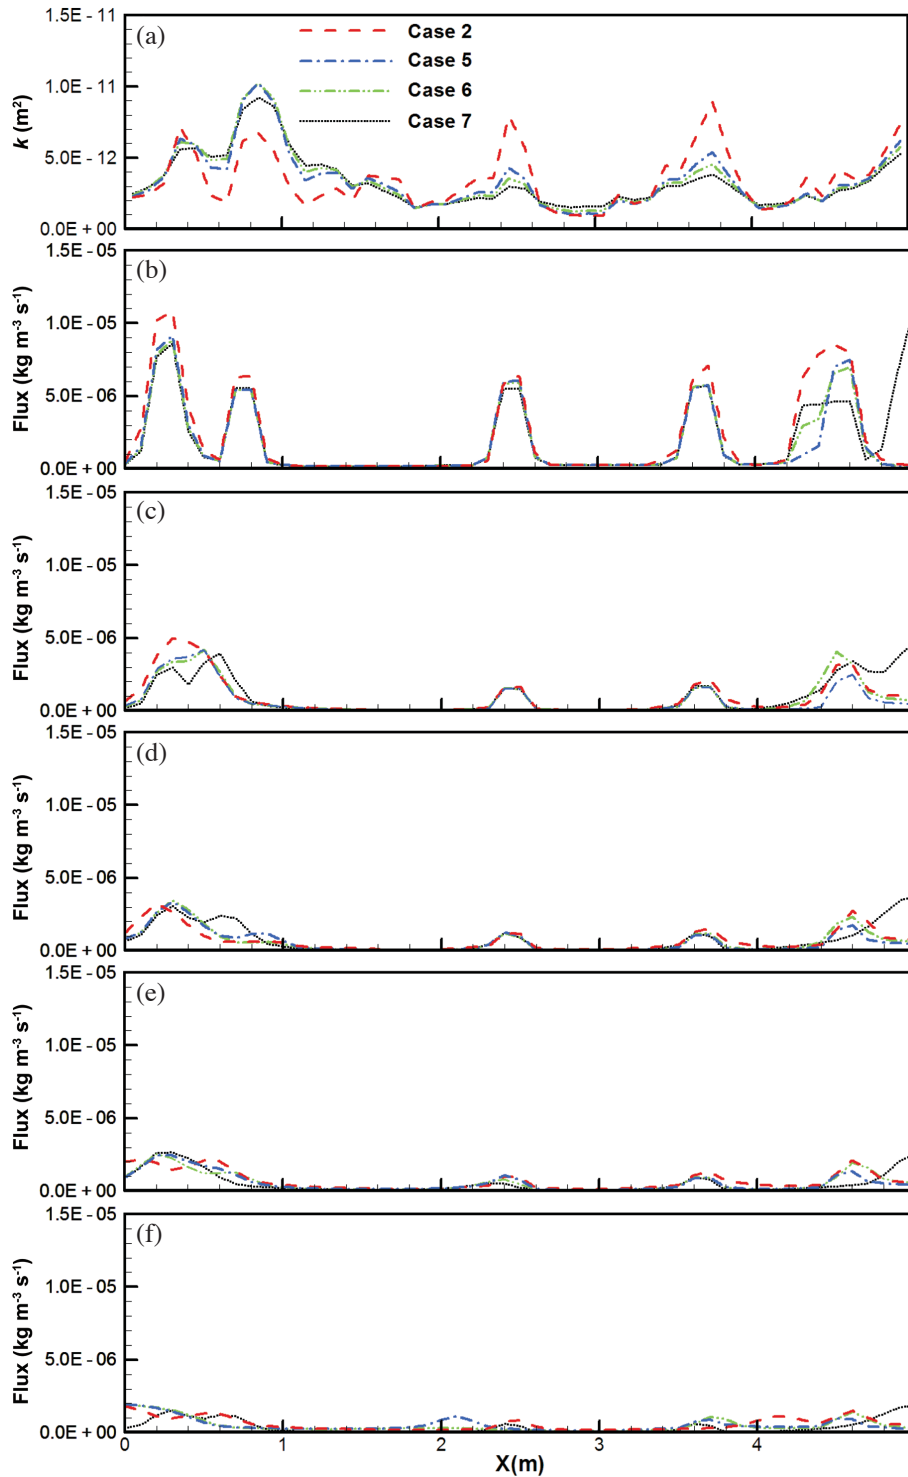 1.5E - 11
(a)
Case 2
Case 5
1.0E - 11
Case 6
k (m²)
Case 7
5.0E - 12
0.0E + 00
1.5E - 05
(b)
1.0E - 05
Flux (kg m⁻³ s⁻¹)
5.0E - 06
0.0E + 00
1.5E - 05
(c)
1.0E - 05
Flux (kg m⁻³ s⁻¹)
5.0E - 06
0.0E + 00
1.5E - 05
(d)
1.0E - 05
Flux (kg m⁻³ s⁻¹)
5.0E - 06
0.0E + 00
1.5E - 05
(e)
1.0E - 05
Flux (kg m⁻³ s⁻¹)
5.0E - 06
0.0E + 00
1.5E - 05
(f)
1.0E - 05
Flux (kg m⁻³ s⁻¹)
5.0E - 06
0.0E + 00
0 1 2 3 4
X(m)